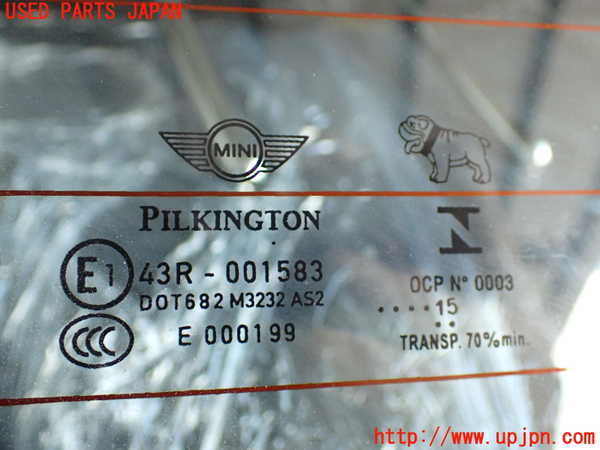 USED PARTS JAPAN
MINI
PILKINGTON
E1 43R - 001583
DOT682 M3232 AS2
CCC E 000199
N
OCP Nº 0003
....15
..
TRANSP. 70% min.
http://www.upjpn.com/